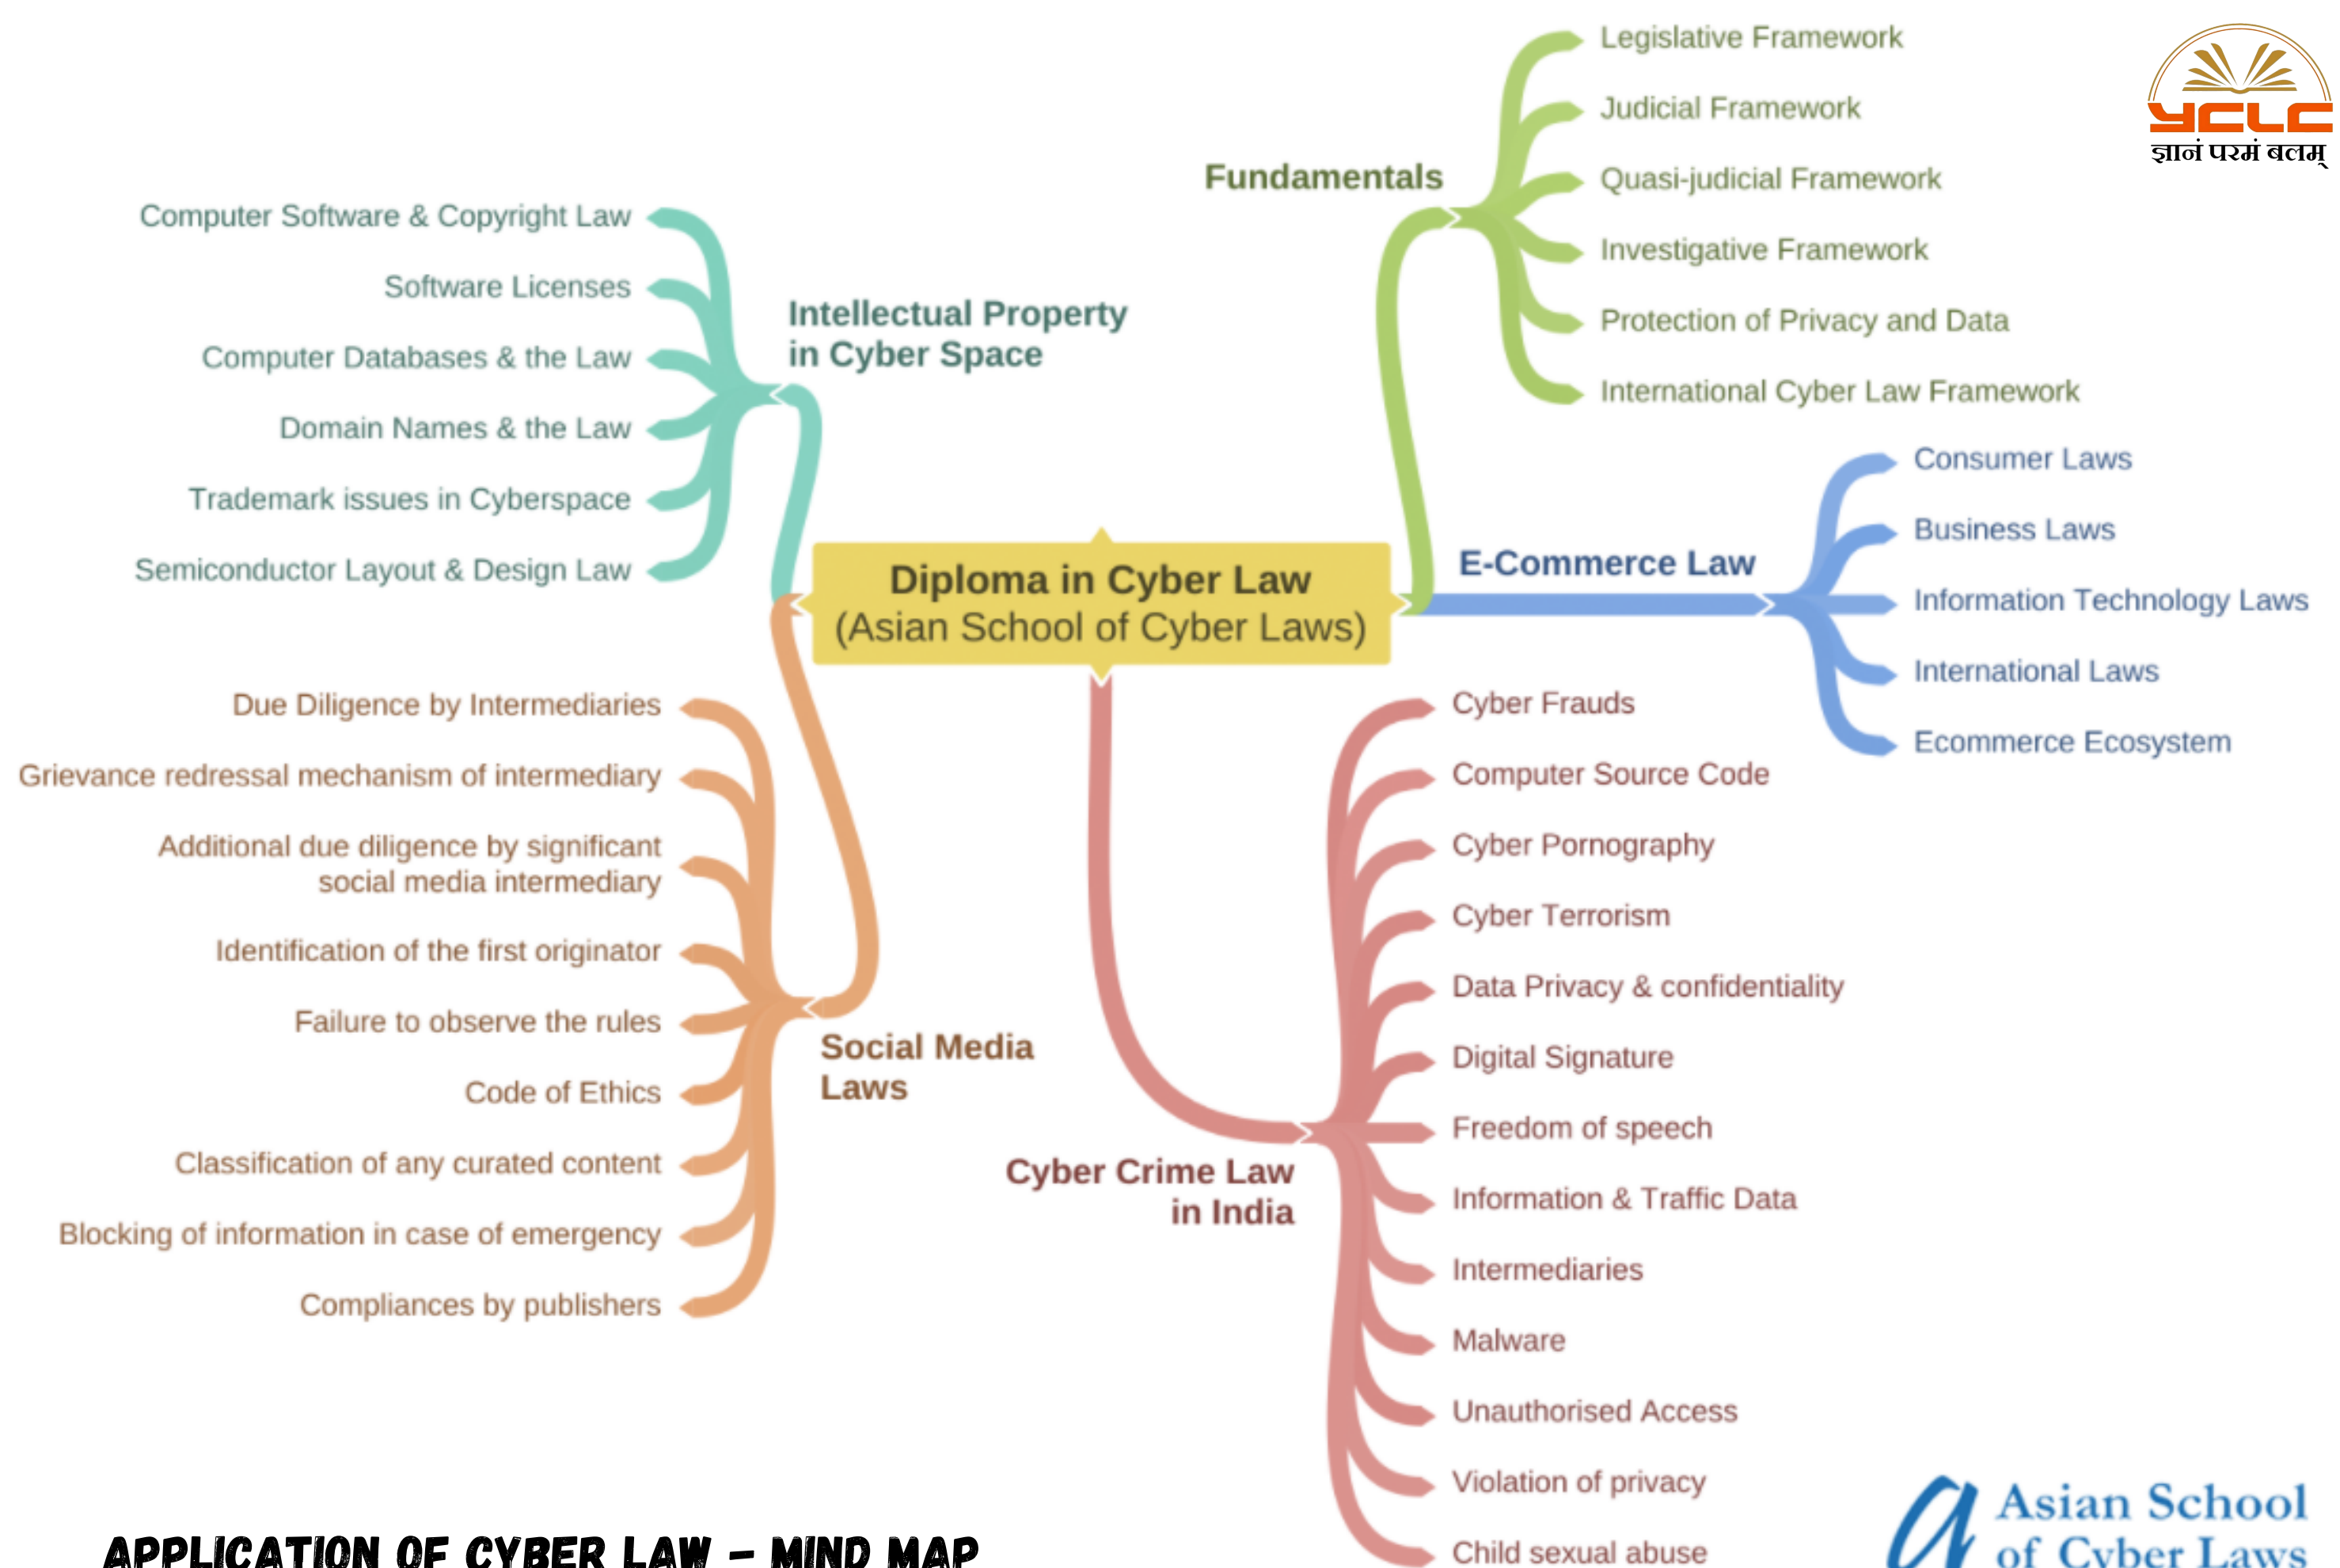 YCLC
ज्ञानं परमं बलम्
Diploma in Cyber Law
(Asian School of Cyber Laws)
Fundamentals
Legislative Framework
Judicial Framework
Quasi-judicial Framework
Investigative Framework
Protection of Privacy and Data
International Cyber Law Framework
E-Commerce Law
Consumer Laws
Business Laws
Information Technology Laws
International Laws
Ecommerce Ecosystem
Cyber Crime Law
in India
Cyber Frauds
Computer Source Code
Cyber Pornography
Cyber Terrorism
Data Privacy & confidentiality
Digital Signature
Freedom of speech
Information & Traffic Data
Intermediaries
Malware
Unauthorised Access
Violation of privacy
Child sexual abuse
Intellectual Property
in Cyber Space
Computer Software & Copyright Law
Software Licenses
Computer Databases & the Law
Domain Names & the Law
Trademark issues in Cyberspace
Semiconductor Layout & Design Law
Social Media
Laws
Due Diligence by Intermediaries
Grievance redressal mechanism of intermediary
Additional due diligence by significant
social media intermediary
Identification of the first originator
Failure to observe the rules
Code of Ethics
Classification of any curated content
Blocking of information in case of emergency
Compliances by publishers
APPLICATION OF CYBER LAW – MIND MAP
Asian School
of Cyber Laws